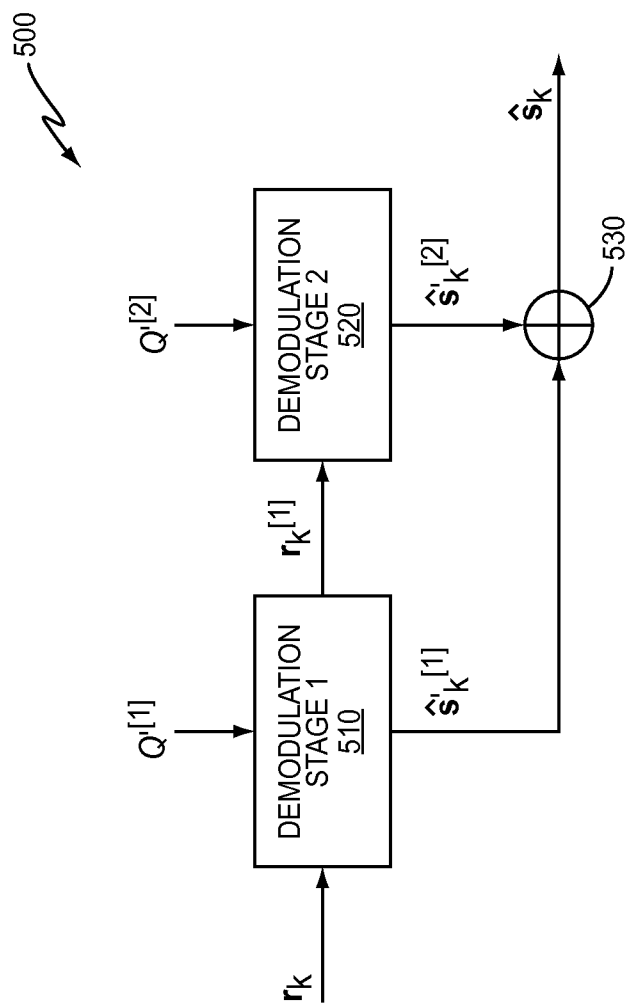 500
Q'[1]
Q'[2]
r_k
DEMODULATION
STAGE 1
510
r_k^[1]
DEMODULATION
STAGE 2
520
ŝ'_k^[1]
ŝ'_k^[2]
ŝ_k
530